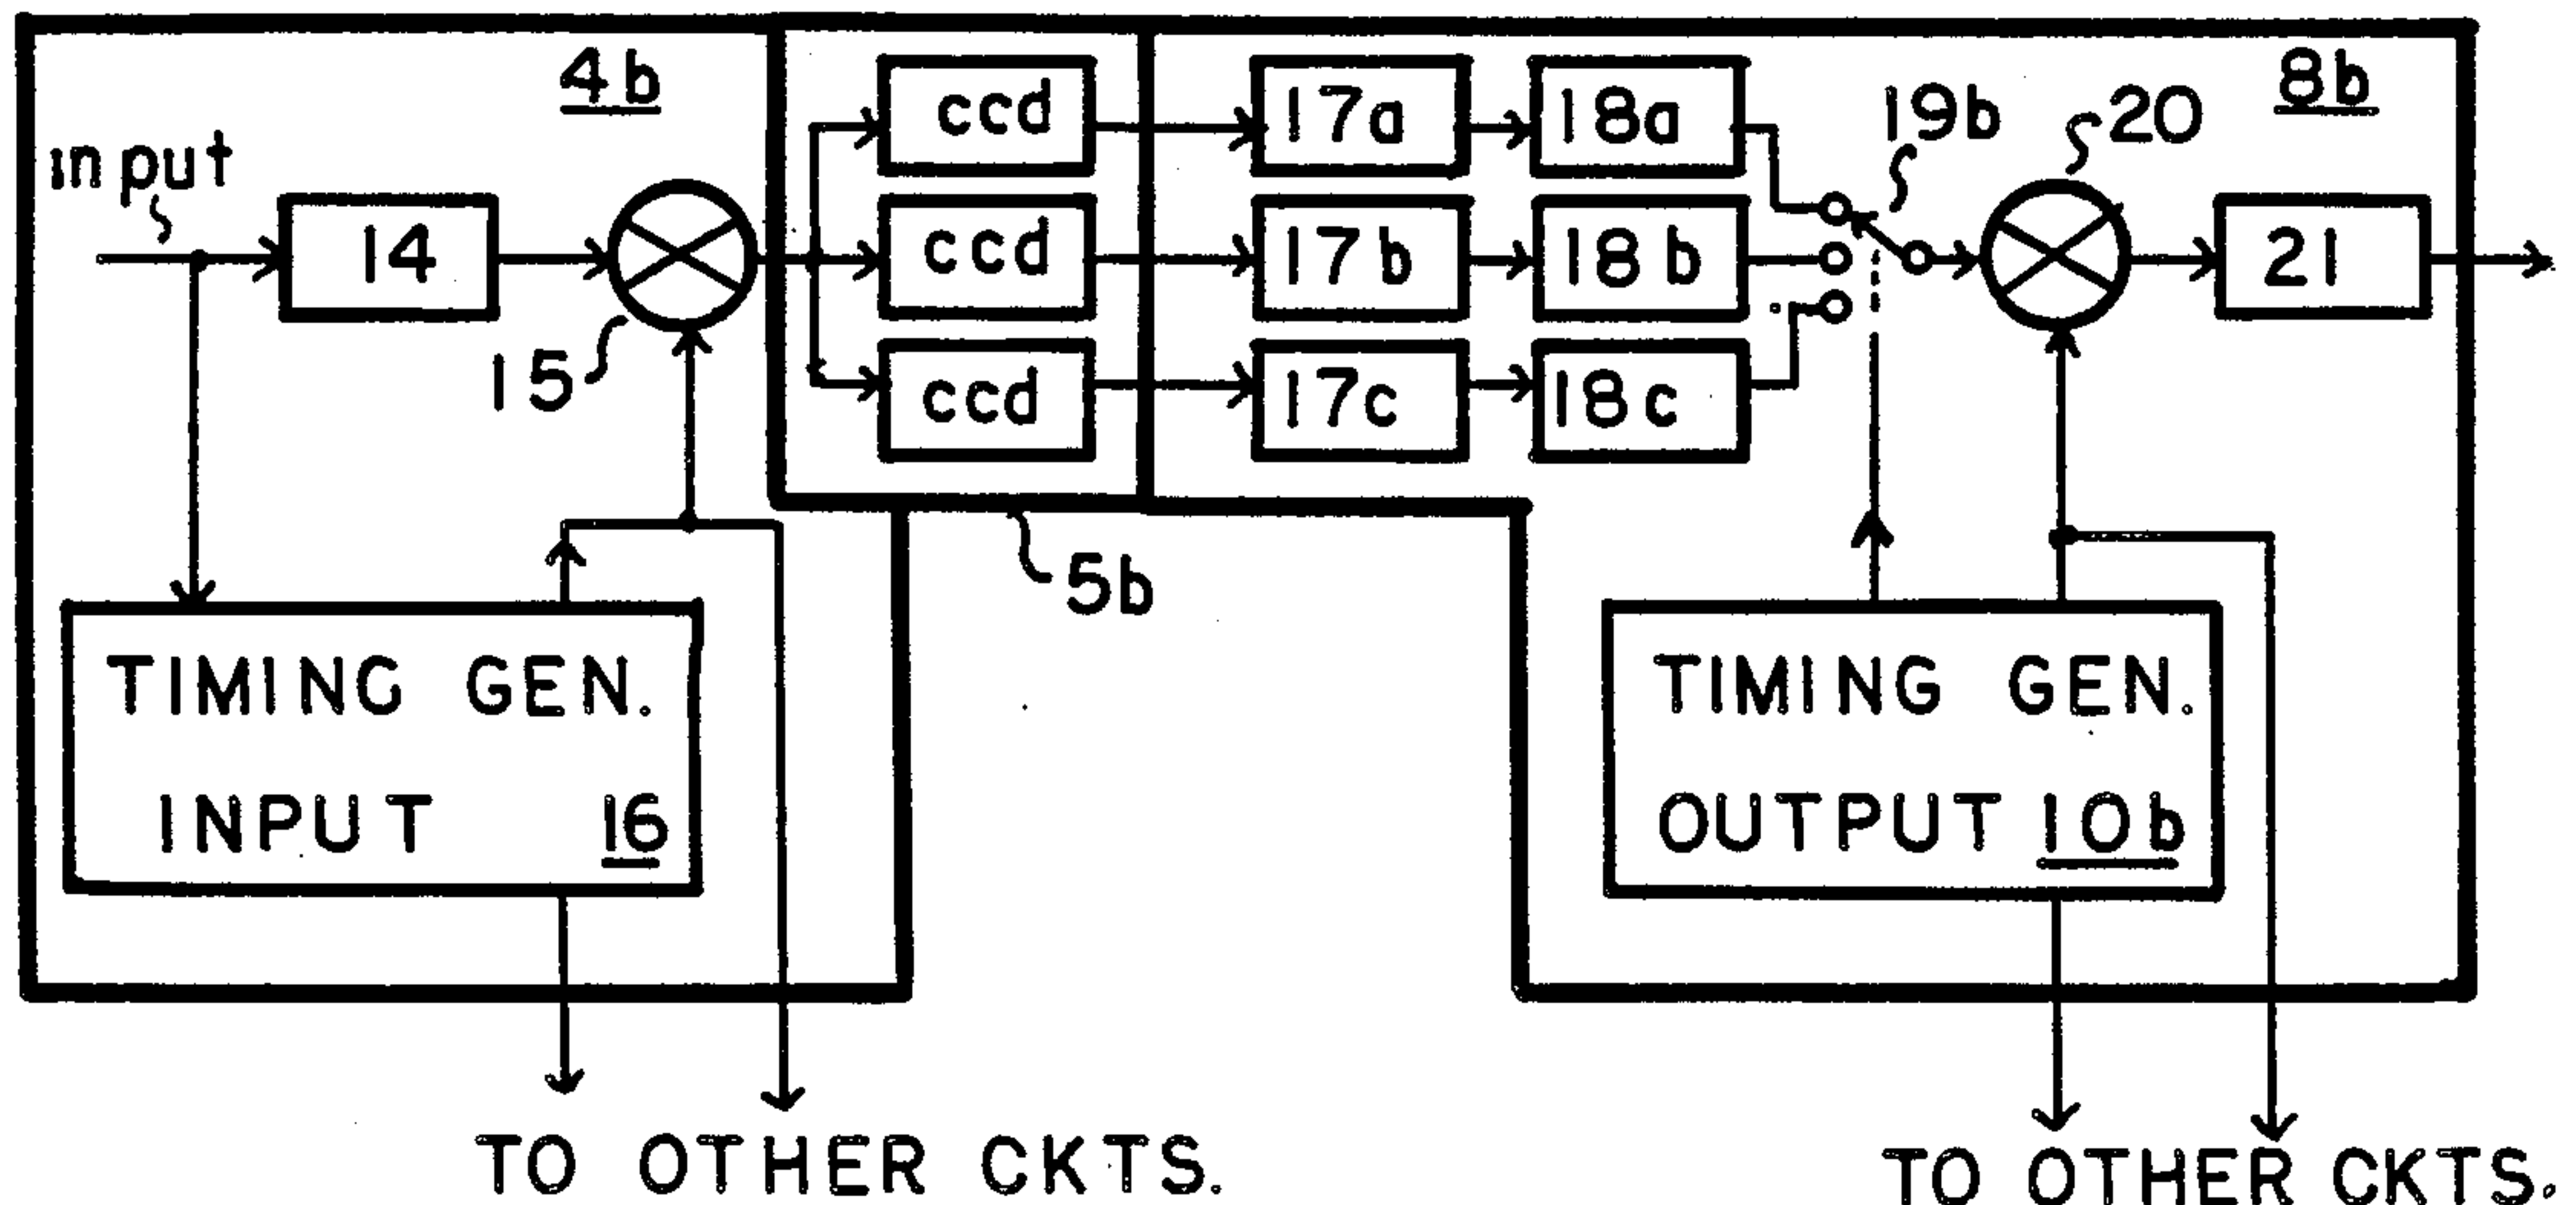 4b
input
14
15
ccd
ccd
ccd
5b
17a
18a
17b
18b
17c
18c
19b
20
8b
21
TIMING GEN.
INPUT 16
TIMING GEN.
OUTPUT 10b
TO OTHER CKTS.
TO OTHER CKTS.